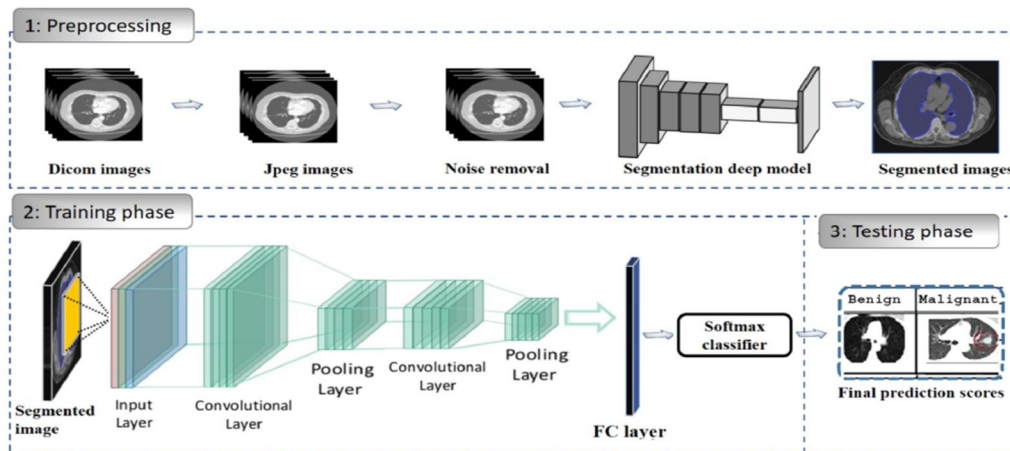 1: Preprocessing
Dicom images
Jpeg images
Noise removal
Segmentation deep model
Segmented images
2: Training phase
3: Testing phase
Segmented
image
Input
Layer
Convolutional
Layer
Pooling
Layer
Convolutional
Layer
Pooling
Layer
FC layer
Softmax
classifier
Benign
Malignant
Final prediction scores